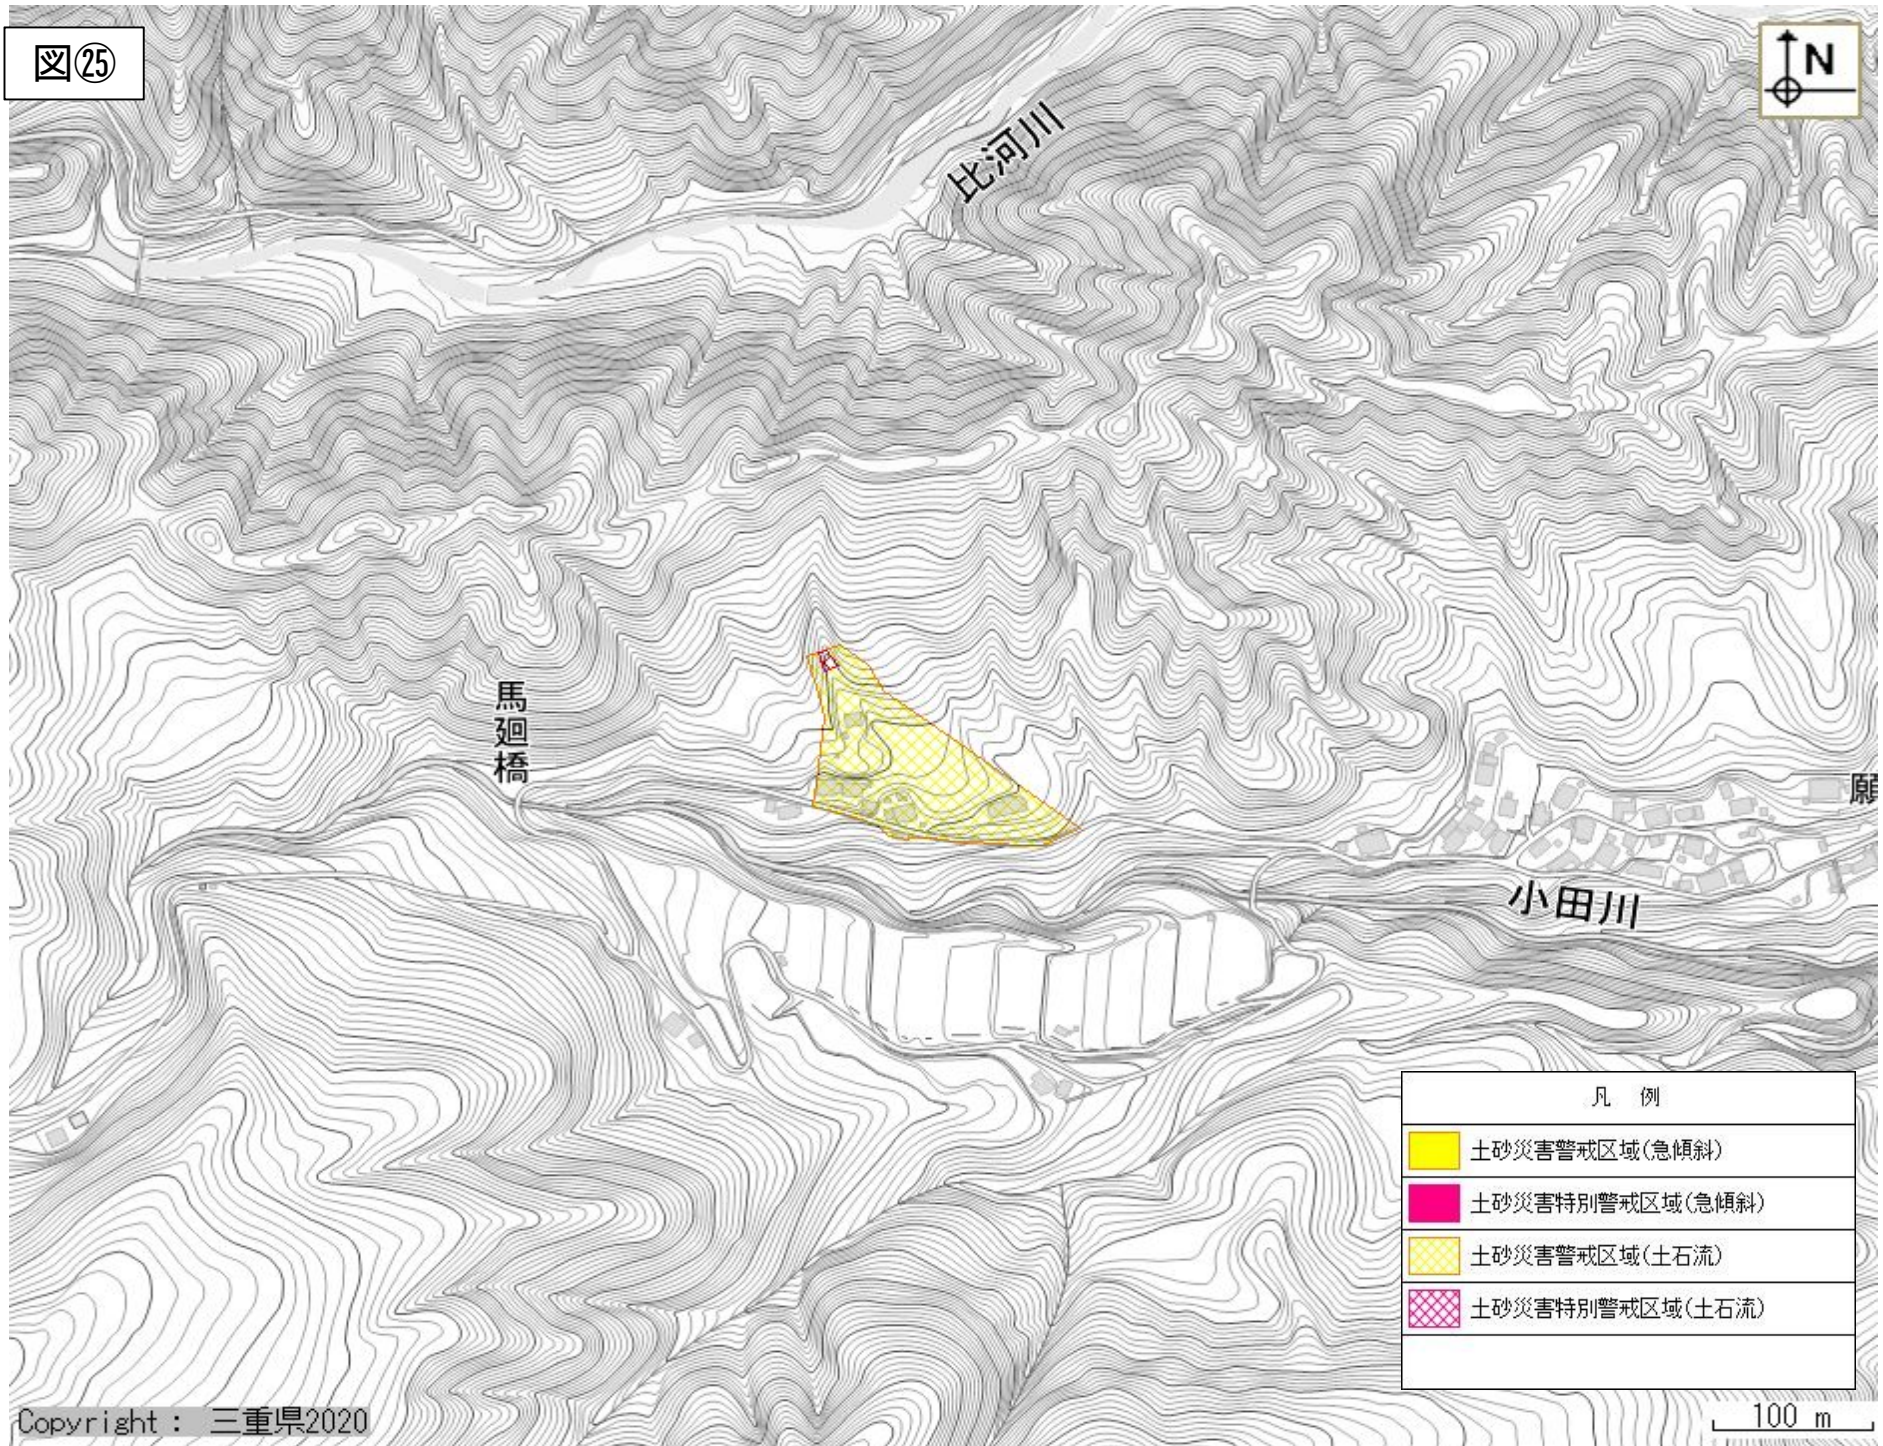 図㉕
N
比河川
馬廻橋
願
小田川
凡 例
土砂災害警戒区域(急傾斜)
土砂災害特別警戒区域(急傾斜)
土砂災害警戒区域(土石流)
土砂災害特別警戒区域(土石流)
Copyright : 三重県2020
100 m